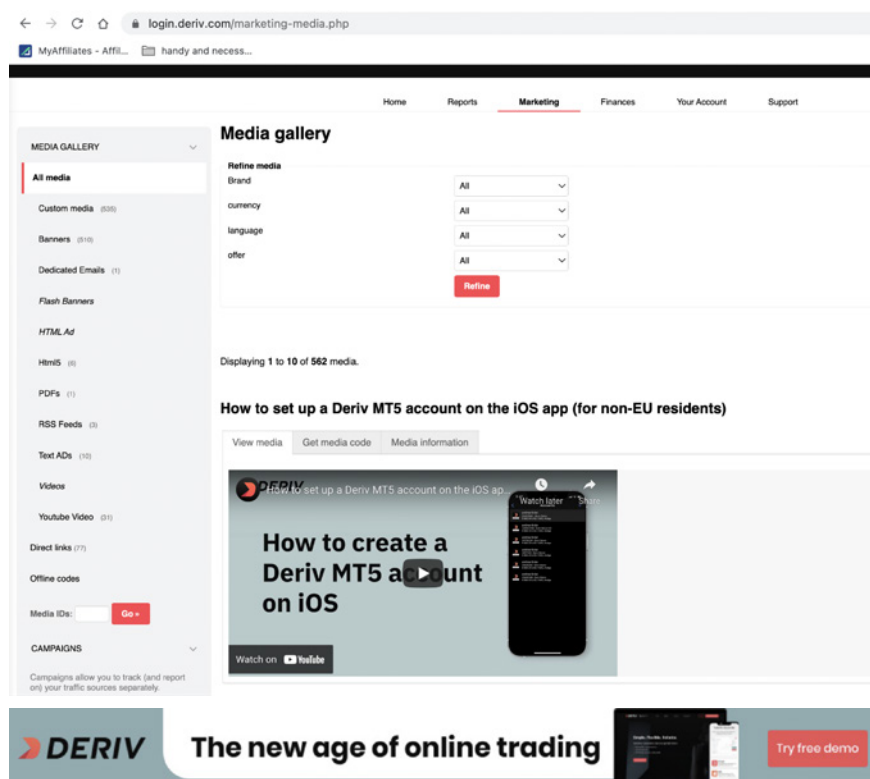 login.deriv.com/marketing-media.php
MyAffiliates - Affil... handy and necess...
Home Reports Marketing Finances Your Account Support
MEDIA GALLERY
All media
Custom media (535)
Banners (510)
Dedicated Emails (1)
Flash Banners
HTML Ad
Html5 (6)
PDFs (1)
RSS Feeds (3)
Text ADs (10)
Videos
Youtube Video (31)
Direct links (77)
Offline codes
Media IDs: Go »
CAMPAIGNS
Campaigns allow you to track (and report
on) your traffic sources separately.
Media gallery
Refine media
Brand All
currency All
language All
offer All
Refine
Displaying 1 to 10 of 562 media.
How to set up a Deriv MT5 account on the iOS app (for non-EU residents)
View media Get media code Media information
DERIV
How to set up a Deriv MT5 account on the iOS ap...
Watch later Share
How to create a
Deriv MT5 account
on iOS
Watch on YouTube
DERIV The new age of online trading Try free demo